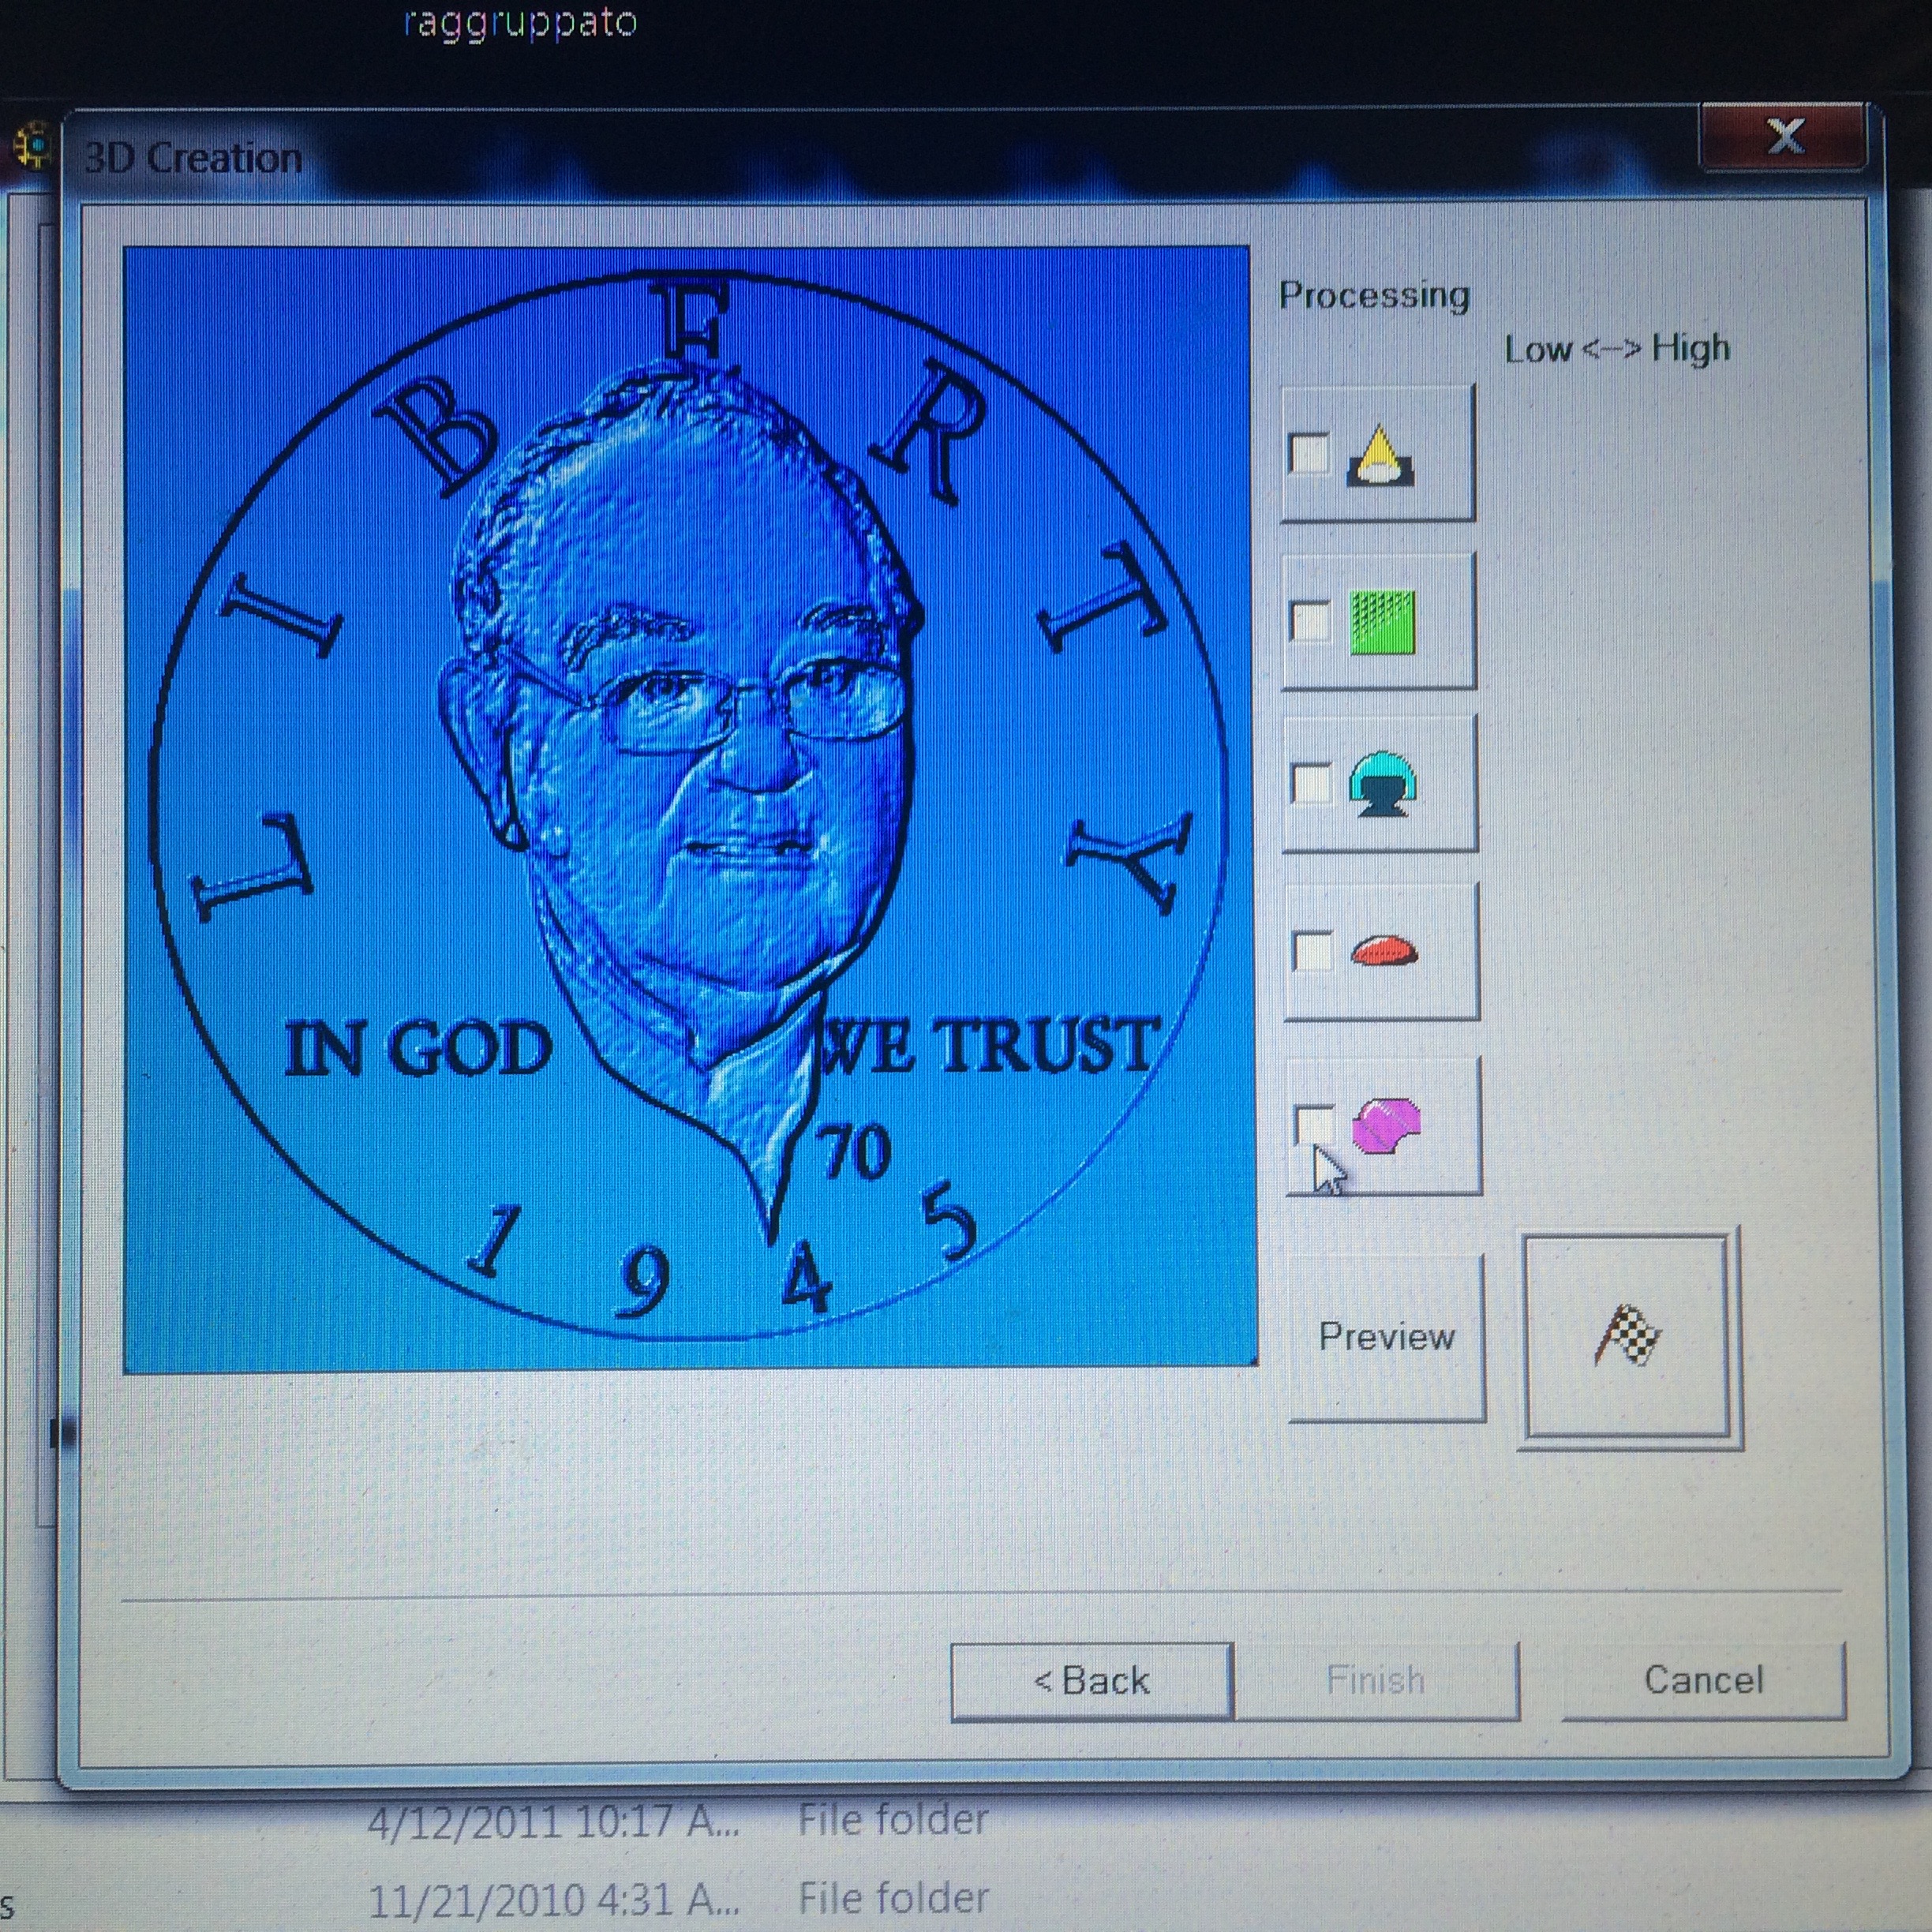 raggruppato
3D Creation
Processing
Low <--> High
LIBERTY
IN GOD WE TRUST
70
1945
Preview
< Back
Finish
Cancel
4/12/2011 10:17 A... File folder
11/21/2010 4:31 A... File folder
s